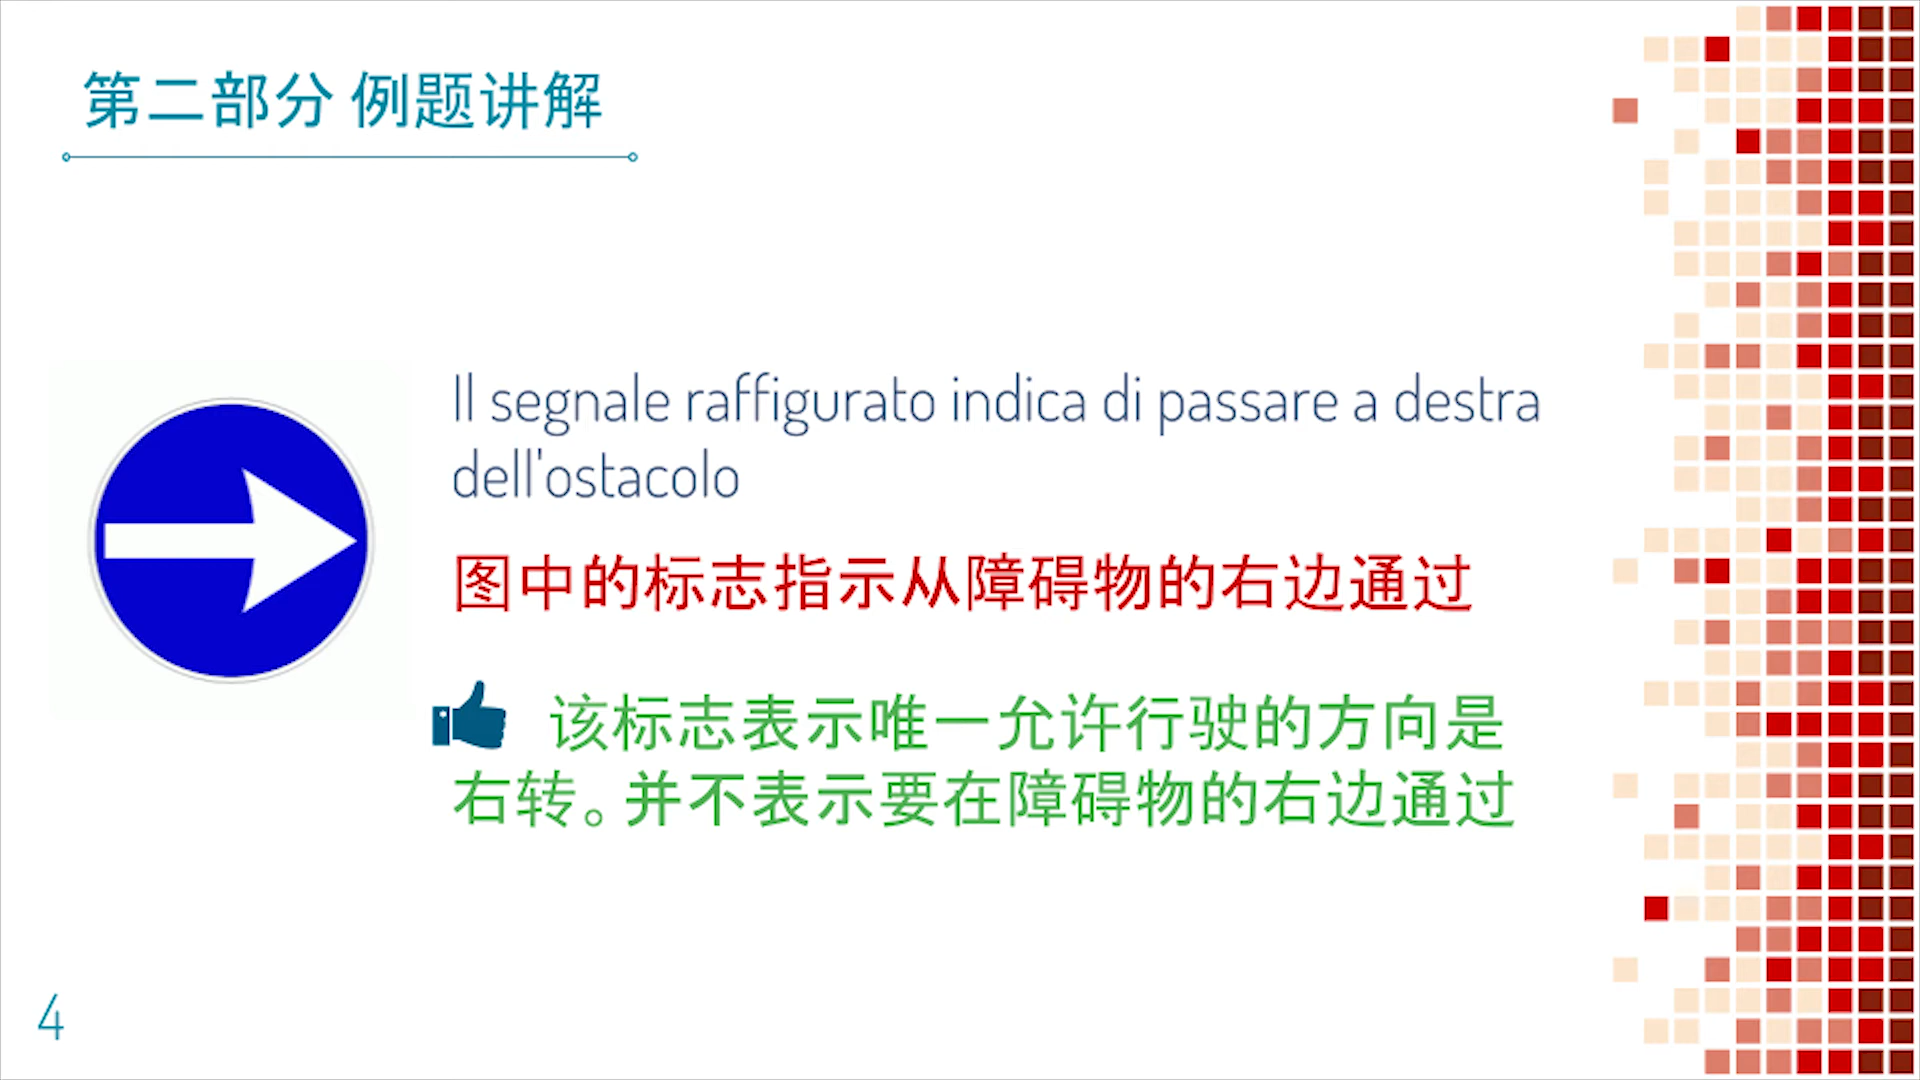 第二部分 例题讲解
Il segnale raffigurato indica di passare a destra
dell'ostacolo
图中的标志指示从障碍物的右边通过
该标志表示唯一允许行驶的方向是
右转。并不表示要在障碍物的右边通过
4